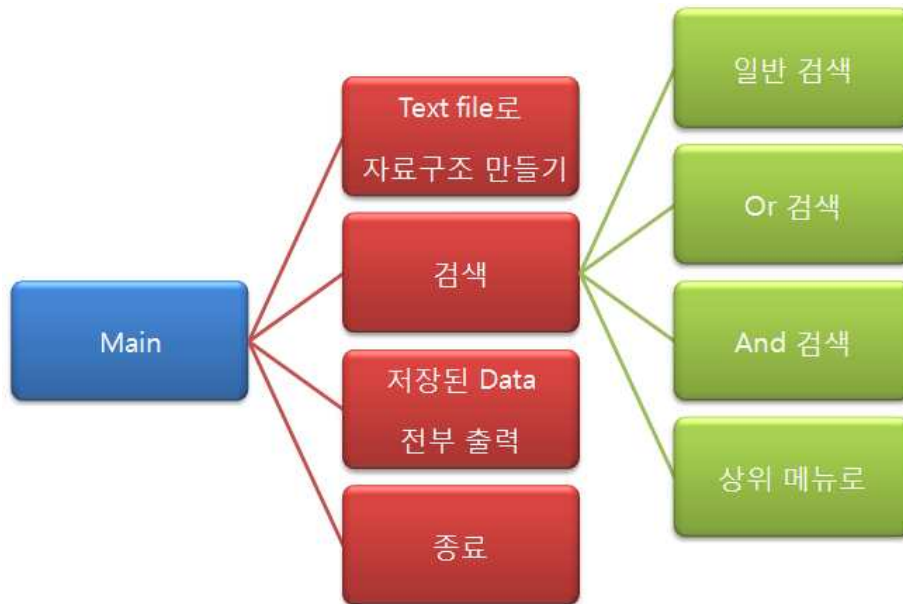 Main
Text file로
자료구조 만들기
검색
저장된 Data
전부 출력
종료
일반 검색
Or 검색
And 검색
상위 메뉴로